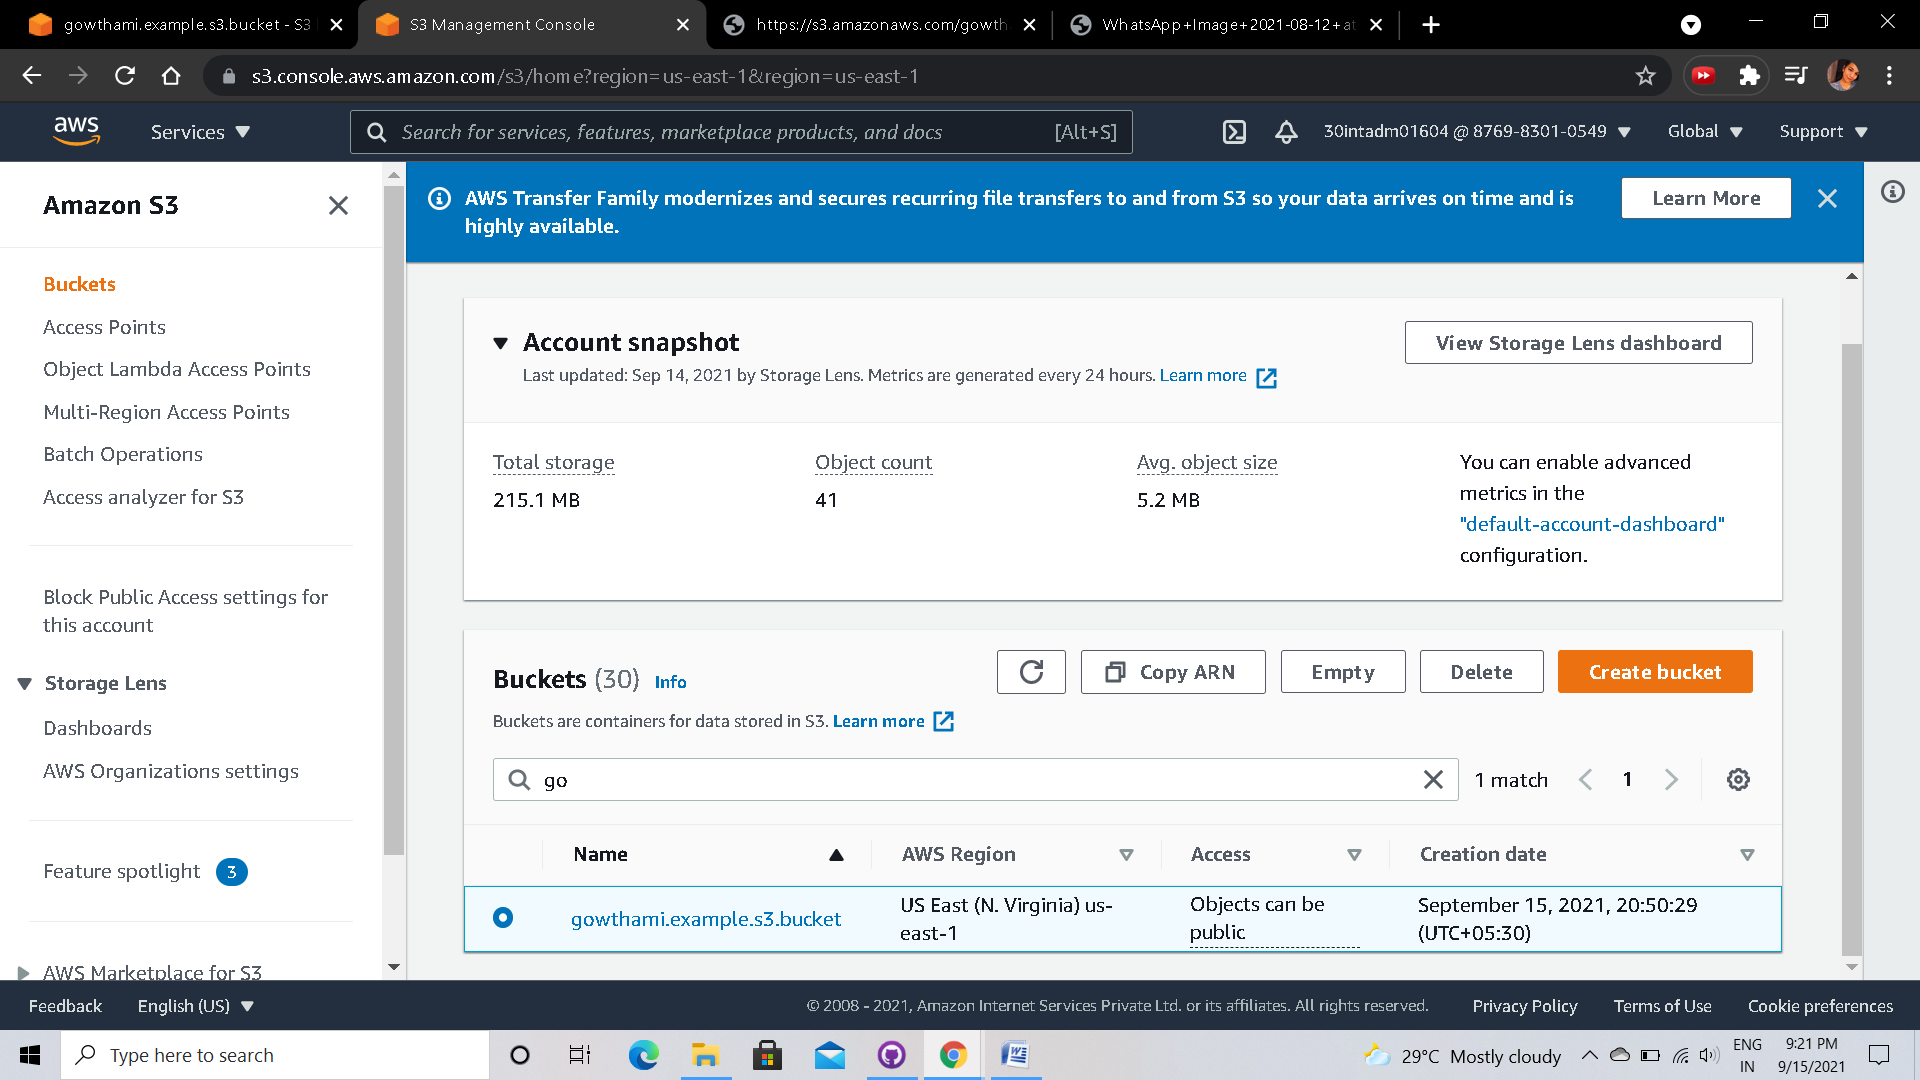 gowthami.example.s3.bucket - S3
S3 Management Console
https://s3.amazonaws.com/gowth
WhatsApp+Image+2021-08-12+at
s3.console.aws.amazon.com/s3/home?region=us-east-1&region=us-east-1
aws
Services
Search for services, features, marketplace products, and docs
[Alt+S]
30intadm01604 @ 8769-8301-0549
Global
Support
Amazon S3
Buckets
Access Points
Object Lambda Access Points
Multi-Region Access Points
Batch Operations
Access analyzer for S3
Block Public Access settings for
this account
Storage Lens
Dashboards
AWS Organizations settings
Feature spotlight 3
AWS Marketplace for S3
AWS Transfer Family modernizes and secures recurring file transfers to and from S3 so your data arrives on time and is
highly available.
Learn More
Account snapshot
View Storage Lens dashboard
Last updated: Sep 14, 2021 by Storage Lens. Metrics are generated every 24 hours. Learn more
Total storage
215.1 MB
Object count
41
Avg. object size
5.2 MB
You can enable advanced
metrics in the
"default-account-dashboard"
configuration.
Buckets (30) Info
Copy ARN
Empty
Delete
Create bucket
Buckets are containers for data stored in S3. Learn more
go
1 match
1
Name
AWS Region
Access
Creation date
gowthami.example.s3.bucket
US East (N. Virginia) us-
east-1
Objects can be
public
September 15, 2021, 20:50:29
(UTC+05:30)
Feedback
English (US)
© 2008 - 2021, Amazon Internet Services Private Ltd. or its affiliates. All rights reserved.
Privacy Policy
Terms of Use
Cookie preferences
Type here to search
29°C Mostly cloudy
ENG
IN
9:21 PM
9/15/2021